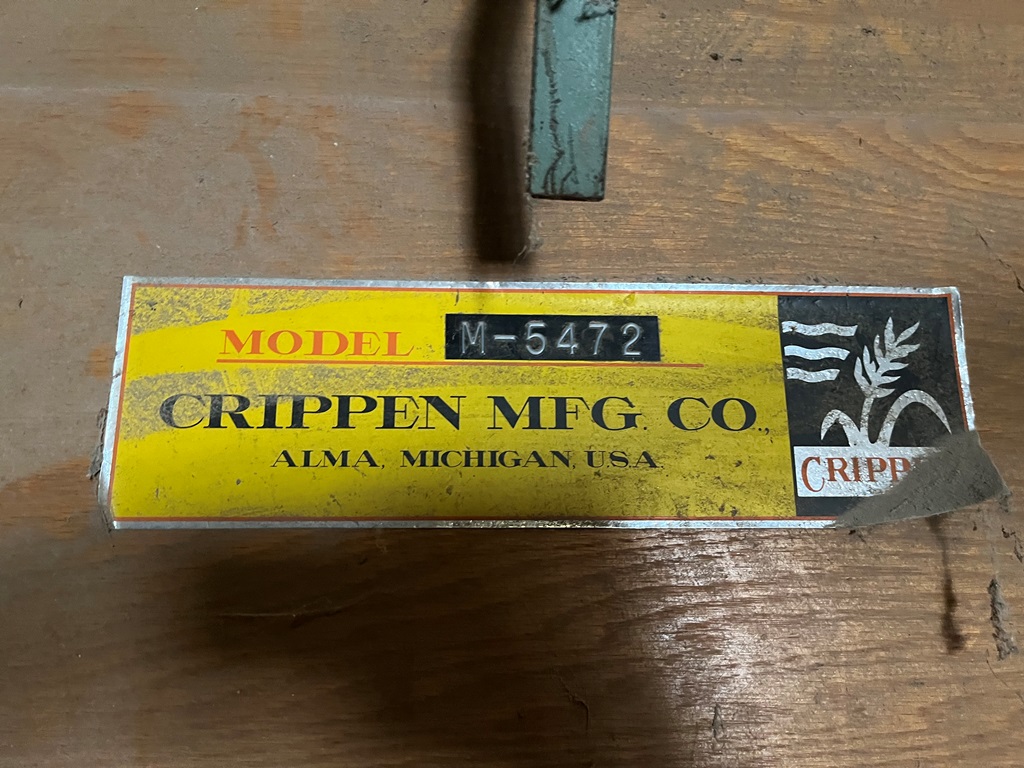 MODEL M-5472
CRIPPEN MFG. CO.,
ALMA, MICHIGAN, U.S.A.